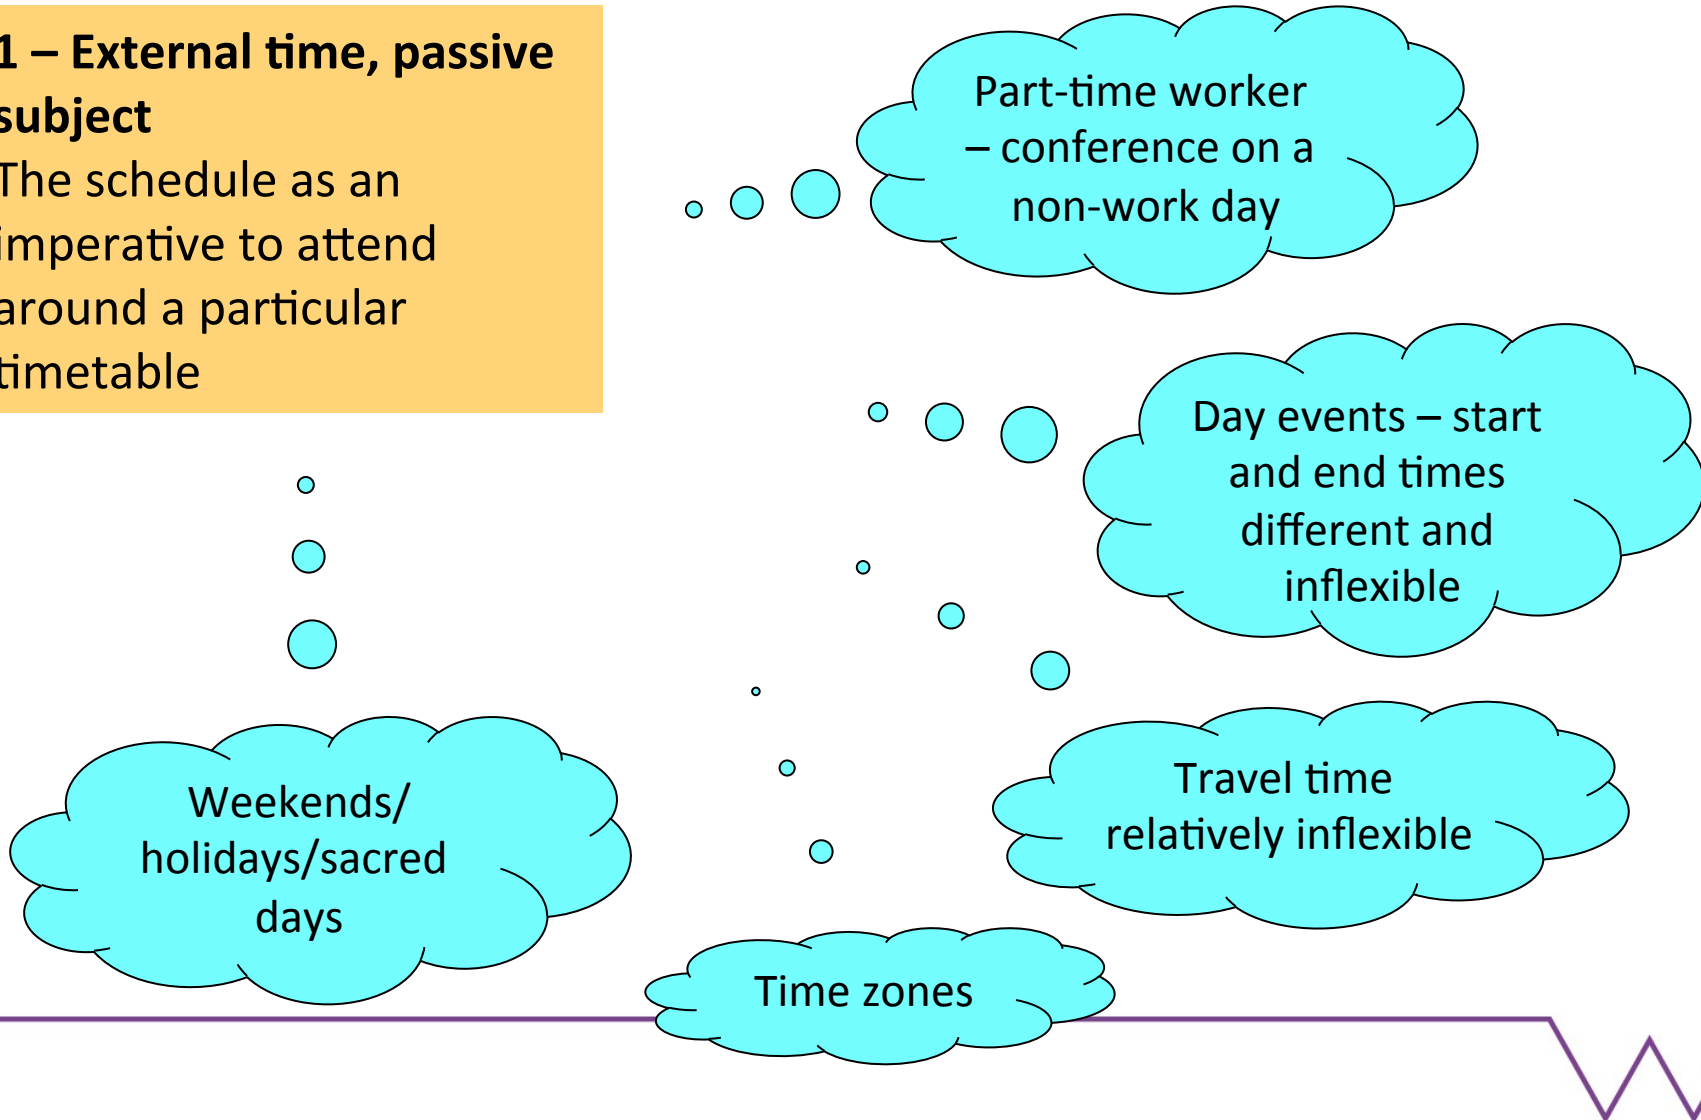 1 – External time, passive
subject
The schedule as an
imperative to attend
around a particular
timetable
Part-time worker
– conference on a
non-work day
Day events – start
and end times
different and
inflexible
Travel time
relatively inflexible
Weekends/
holidays/sacred
days
Time zones